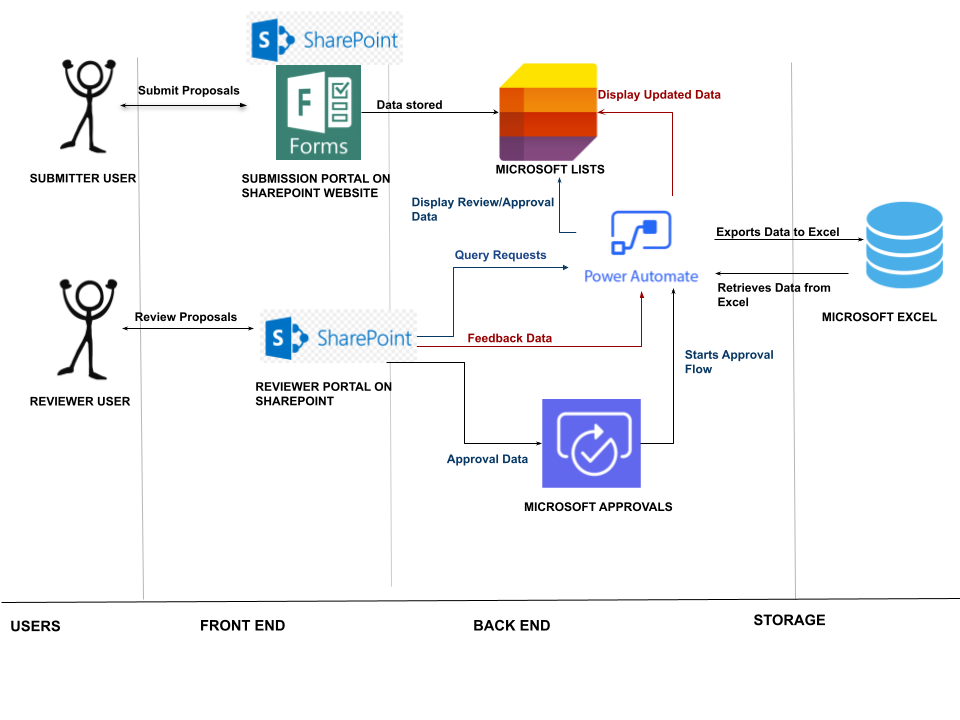 SharePoint
Submit Proposals
F
Forms
Data stored
Display Updated Data
SUBMITTER USER
SUBMISSION PORTAL ON
SHAREPOINT WEBSITE
MICROSOFT LISTS
Display Review/Approval
Data
Exports Data to Excel
Query Requests
Power Automate
Retrieves Data from
Excel
MICROSOFT EXCEL
Review Proposals
S
SharePoint
Feedback Data
Starts Approval
Flow
REVIEWER USER
REVIEWER PORTAL ON
SHAREPOINT
Approval Data
MICROSOFT APPROVALS
USERS
FRONT END
BACK END
STORAGE